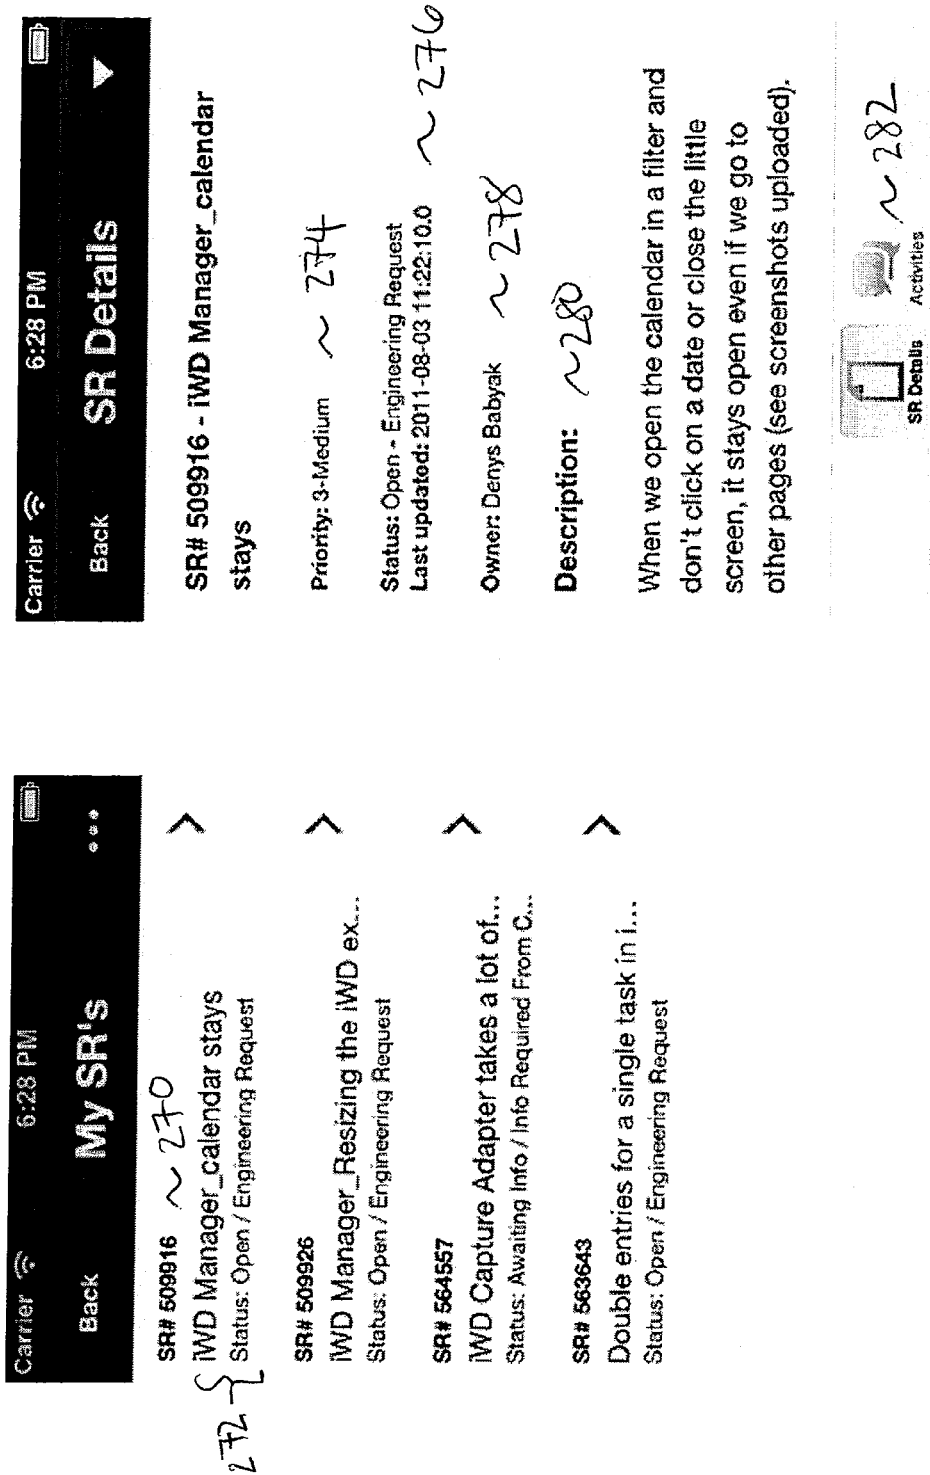 Carrier 6:28 PM
Back My SR's ...
SR# 509916 ~ 270
iWD Manager_calendar stays
Status: Open / Engineering Request
272
SR# 509926
iWD Manager_Resizing the iWD ex...
Status: Open / Engineering Request
SR# 564557
iWD Capture Adapter takes a lot of...
Status: Awaiting Info / Info Required From C...
SR# 563643
Double entries for a single task in i...
Status: Open / Engineering Request
Carrier 6:28 PM
Back SR Details
SR# 509916 - iWD Manager_calendar
stays
Priority: 3-Medium ~ 274
Status: Open - Engineering Request
Last updated: 2011-08-03 11:22:10.0 ~ 276
Owner: Denys Babyak ~ 278
Description: ~ 280
When we open the calendar in a filter and
don't click on a date or close the little
screen, it stays open even if we go to
other pages (see screenshots uploaded).
SR Details Activities ~ 282